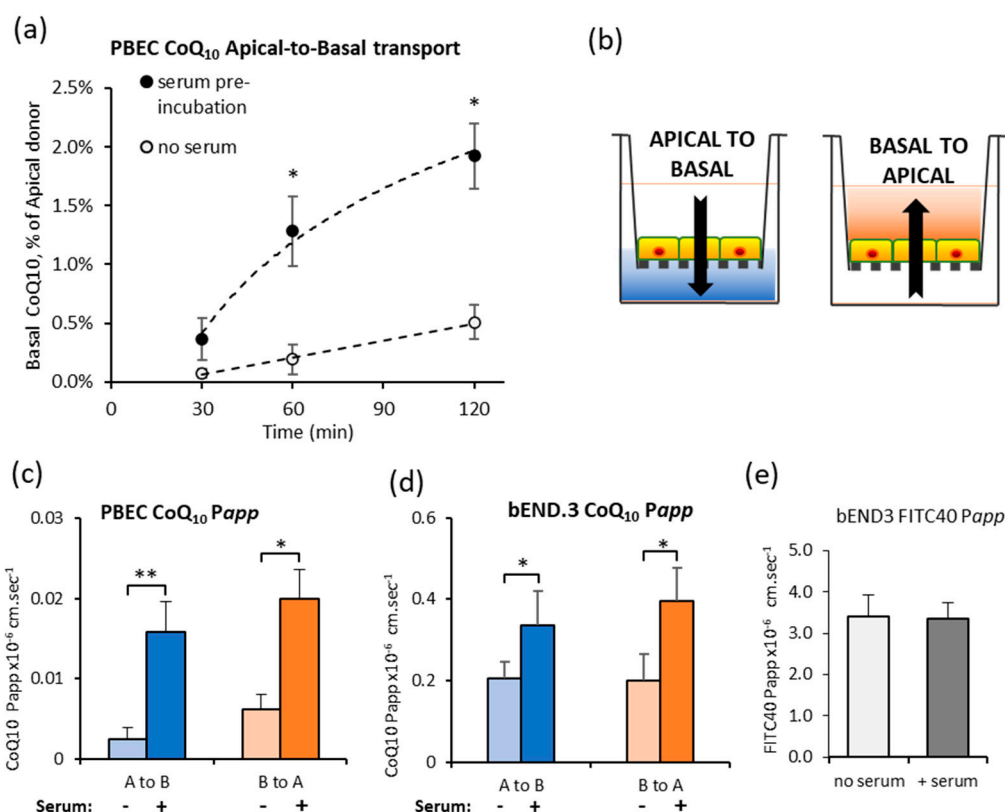 (a)
PBEC CoQ10 Apical-to-Basal transport
serum pre-
incubation
no serum
2.5%
2.0%
1.5%
1.0%
0.5%
0.0%
*
*
Basal CoQ10, % of Apical donor
0 30 60 90 120
Time (min)
(b)
APICAL TO
BASAL
BASAL TO
APICAL
(c)
PBEC CoQ10 Papp
0.03
0.02
0.01
0
CoQ10 Papp x10-6 cm.sec-1
**
*
A to B B to A
Serum: - + - +
(d)
bEND.3 CoQ10 Papp
0.6
0.4
0.2
0
CoQ10 Papp x10-6 cm.sec-1
*
*
A to B B to A
Serum: - + - +
(e)
bEND3 FITC40 Papp
5.0
4.0
3.0
2.0
1.0
0.0
FITC40 Papp x10-6 cm.sec-1
no serum + serum